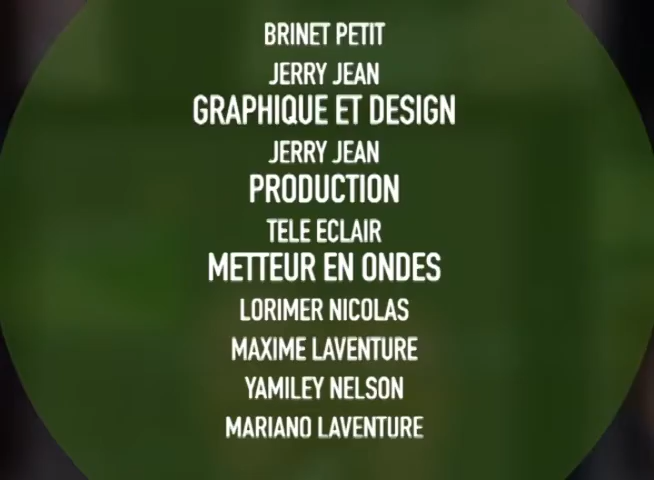 BRINET PETIT
JERRY JEAN
GRAPHIQUE ET DESIGN
JERRY JEAN
PRODUCTION
TELE ECLAIR
METTEUR EN ONDES
LORIMER NICOLAS
MAXIME LAVENTURE
YAMILEY NELSON
MARIANO LAVENTURE